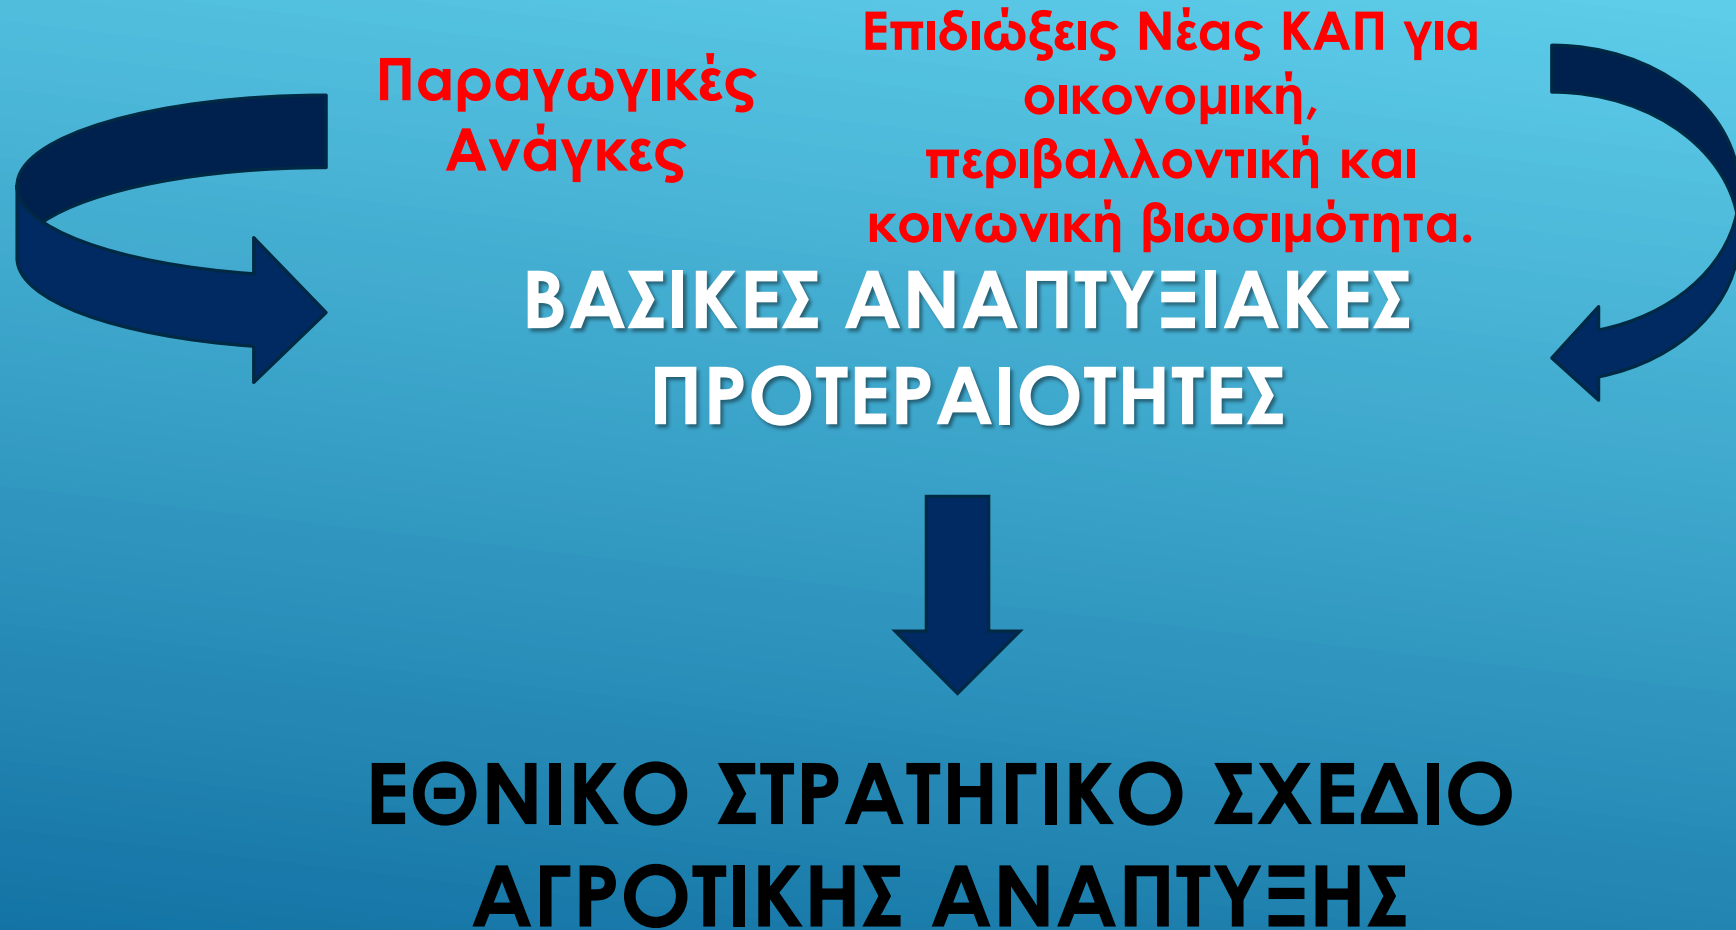 Παραγωγικές
Ανάγκες
Επιδιώξεις Νέας ΚΑΠ για
οικονομική,
περιβαλλοντική και
κοινωνική βιωσιμότητα.
ΒΑΣΙΚΕΣ ΑΝΑΠΤΥΞΙΑΚΕΣ
ΠΡΟΤΕΡΑΙΟΤΗΤΕΣ
ΕΘΝΙΚΟ ΣΤΡΑΤΗΓΙΚΟ ΣΧΕΔΙΟ
ΑΓΡΟΤΙΚΗΣ ΑΝΑΠΤΥΞΗΣ